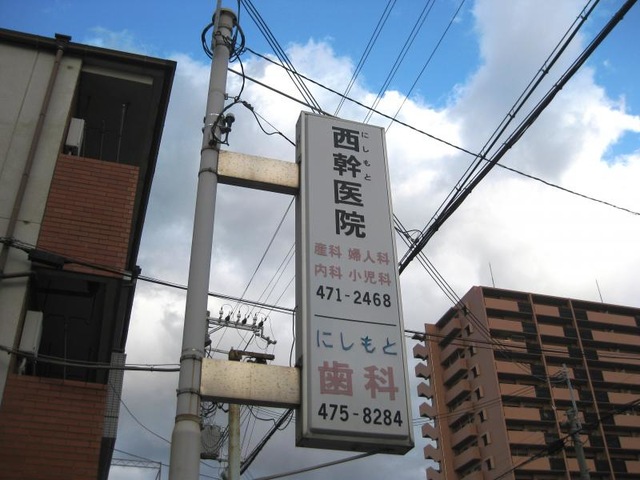 西幹医院
にしもと
産科 婦人科
内科 小児科
471-2468
にしもと
歯科
475-8284